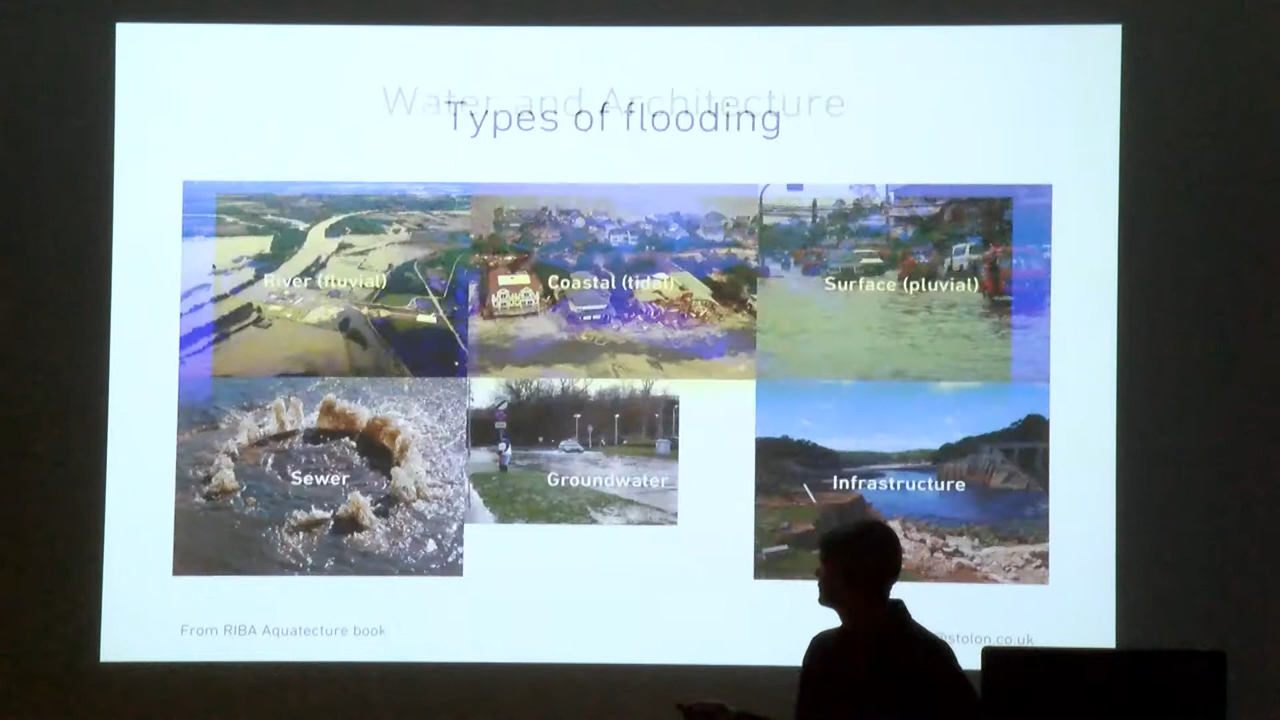 Water and Architecture
Types of flooding
River (fluvial)
Coastal (tidal)
Surface (pluvial)
Sewer
Groundwater
Infrastructure
From RIBA Aquatecture book
@stolon.co.uk